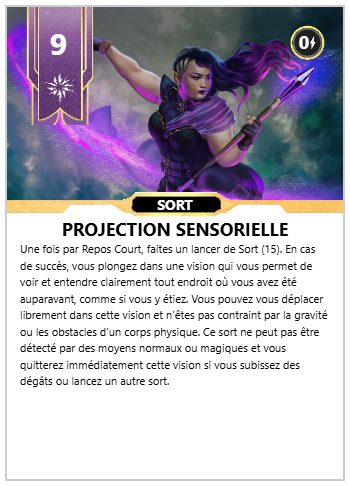 9
0
SORT
PROJECTION SENSORIELLE
Une fois par Repos Court, faites un lancer de Sort (15). En cas
de succès, vous plongez dans une vision qui vous permet de
voir et entendre clairement tout endroit où vous avez été
auparavant, comme si vous y étiez. Vous pouvez vous déplacer
librement dans cette vision et n'êtes pas contraint par la gravité
ou les obstacles d'un corps physique. Ce sort ne peut pas être
détecté par des moyens normaux ou magiques et vous
quitterez immédiatement cette vision si vous subissez des
dégâts ou lancez un autre sort.